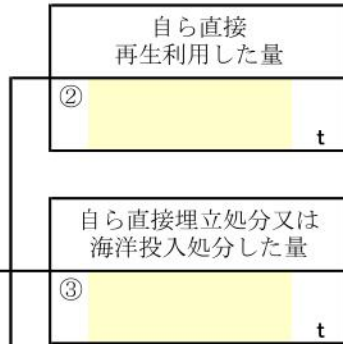 自ら直接
再生利用した量
②
t
自ら直接埋立処分又は
海洋投入処分した量
③
t